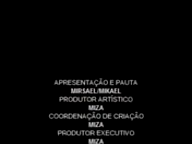 APRESENTAÇÃO E PAUTA
MIRSAEL/MIKAEL
PRODUTOR ARTÍSTICO
MIZA
COORDENAÇÃO DE CRIAÇÃO
MIZA
PRODUTOR EXECUTIVO
MIZA